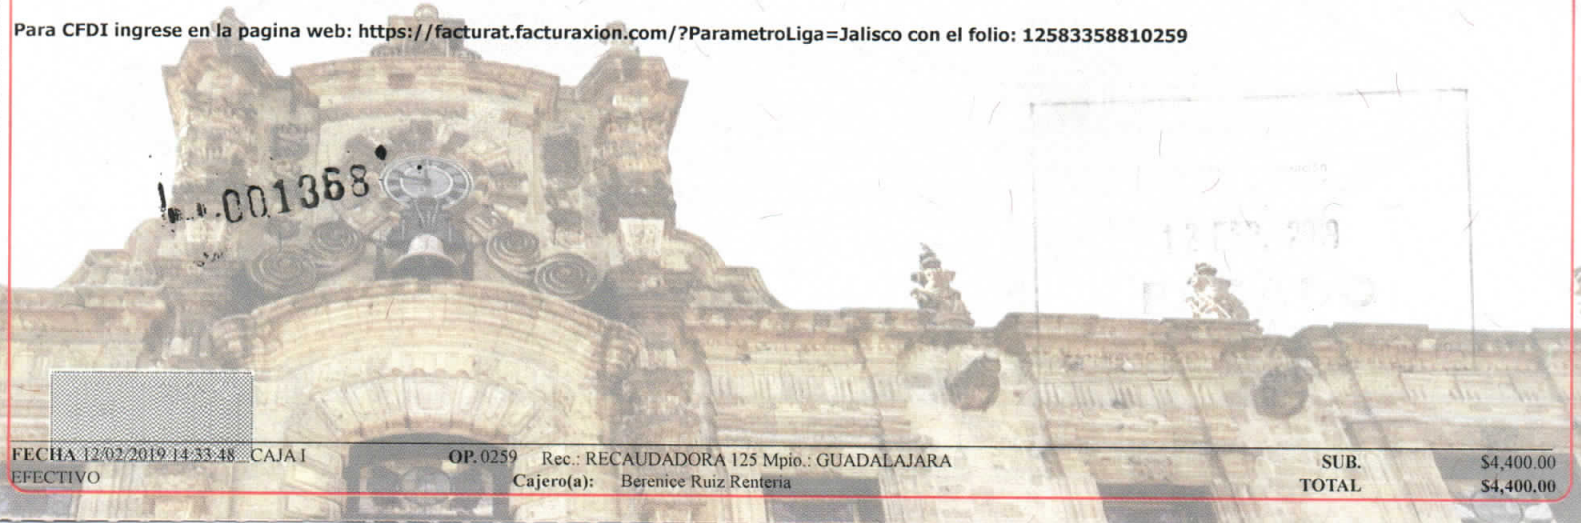 Para CFDI ingrese en la pagina web: https://facturat.facturaxion.com/?ParametroLiga=Jalisco con el folio: 12583358810259
001368
FECHA 12/02/2019 14:33:48 CAJA I OP. 0259 Rec.: RECAUDADORA 125 Mpio.: GUADALAJARA SUB. $4,400.00
EFECTIVO Cajero(a): Berenice Ruiz Renteria TOTAL $4,400.00